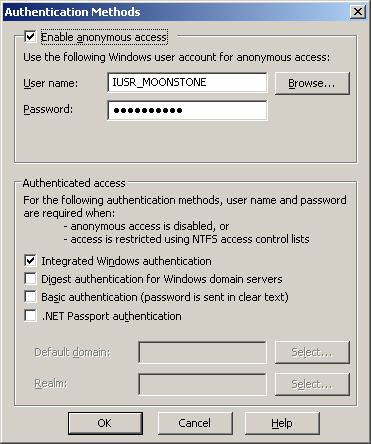 Authentication Methods
Enable anonymous access
Use the following Windows user account for anonymous access:
User name: IUSR_MOONSTONE Browse...
Password: ●●●●●●●●●●
Authenticated access
For the following authentication methods, user name and password
are required when:
- anonymous access is disabled, or
- access is restricted using NTFS access control lists
Integrated Windows authentication
Digest authentication for Windows domain servers
Basic authentication (password is sent in clear text)
.NET Passport authentication
Default domain: Select...
Realm: Select...
OK Cancel Help